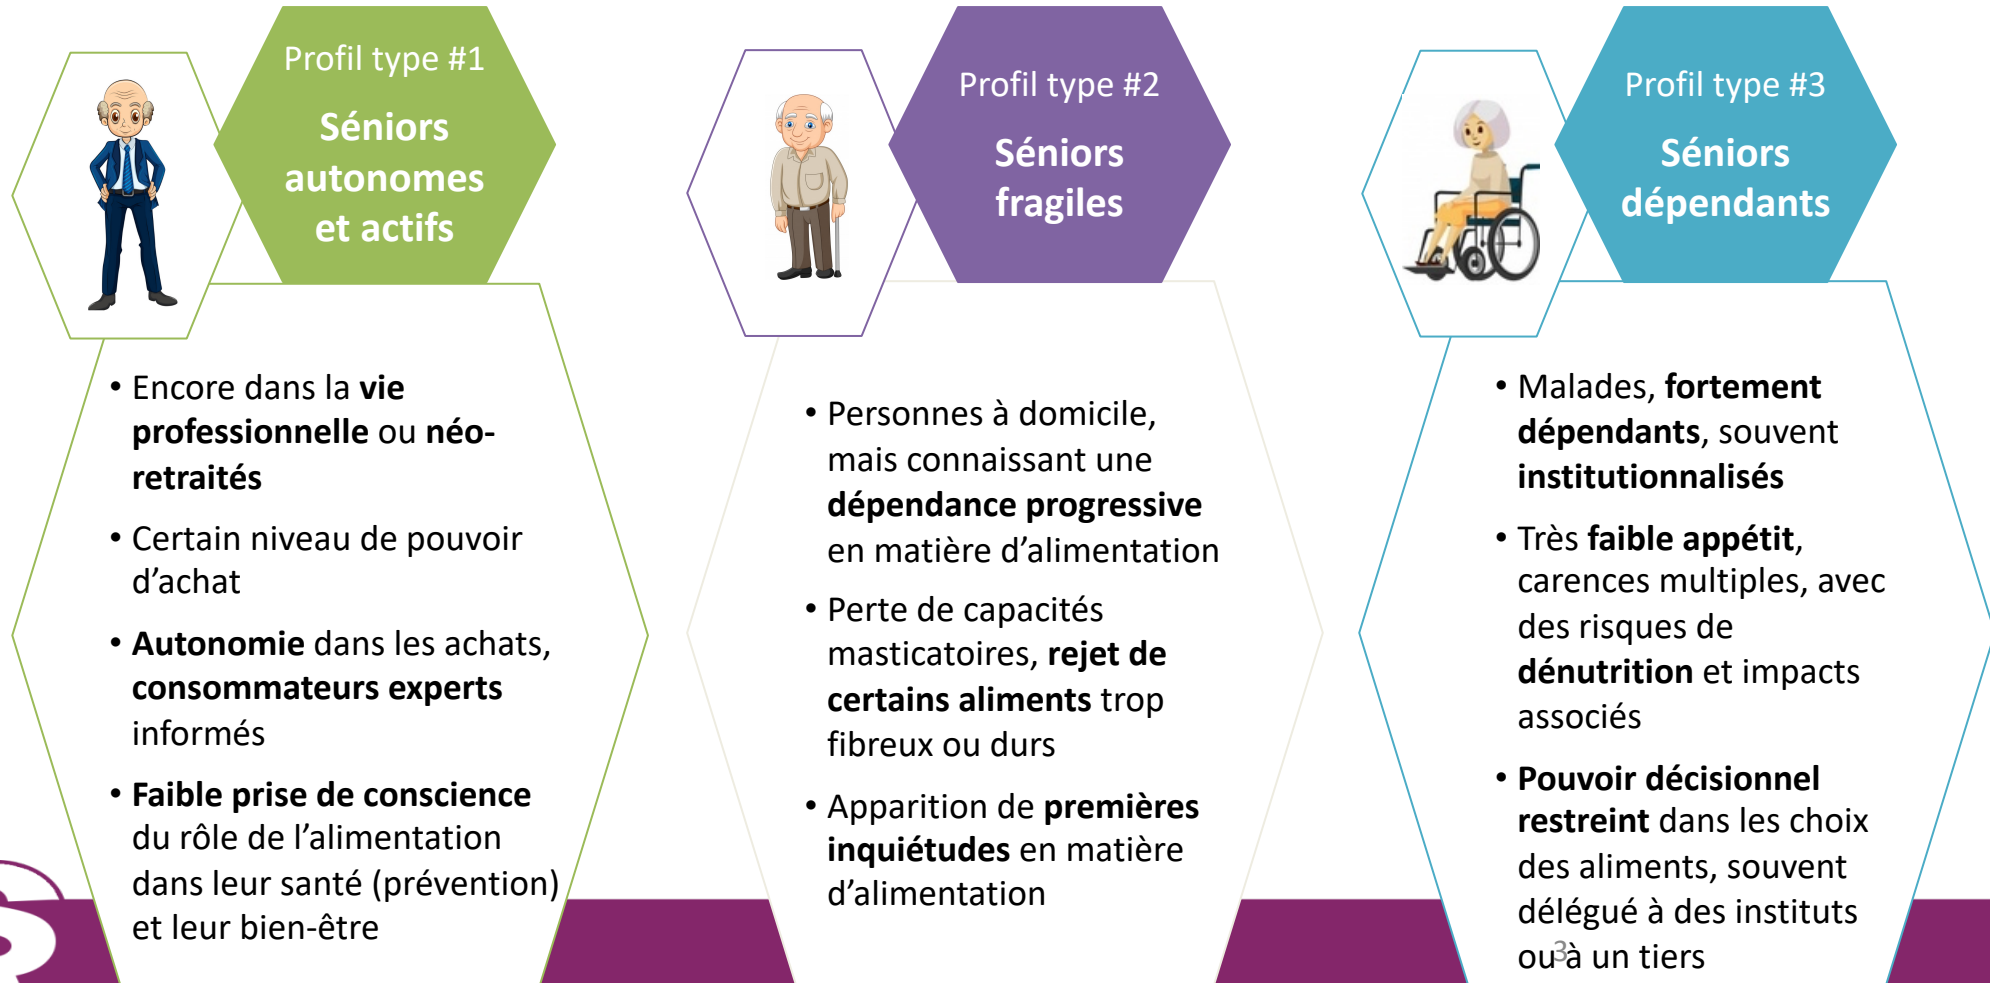 Profil type #1
Séniors
autonomes
et actifs
• Encore dans la vie
professionnelle ou néo-
retraités
• Certain niveau de pouvoir
d’achat
• Autonomie dans les achats,
consommateurs experts
informés
• Faible prise de conscience
du rôle de l’alimentation
dans leur santé (prévention)
et leur bien-être
Profil type #2
Séniors
fragiles
• Personnes à domicile,
mais connaissant une
dépendance progressive
en matière d’alimentation
• Perte de capacités
masticatoires, rejet de
certains aliments trop
fibreux ou durs
• Apparition de premières
inquiétudes en matière
d’alimentation
Profil type #3
Séniors
dépendants
• Malades, fortement
dépendants, souvent
institutionnalisés
• Très faible appétit,
carences multiples, avec
des risques de
dénutrition et impacts
associés
• Pouvoir décisionnel
restreint dans les choix
des aliments, souvent
délégué à des instituts
ou à un tiers
3